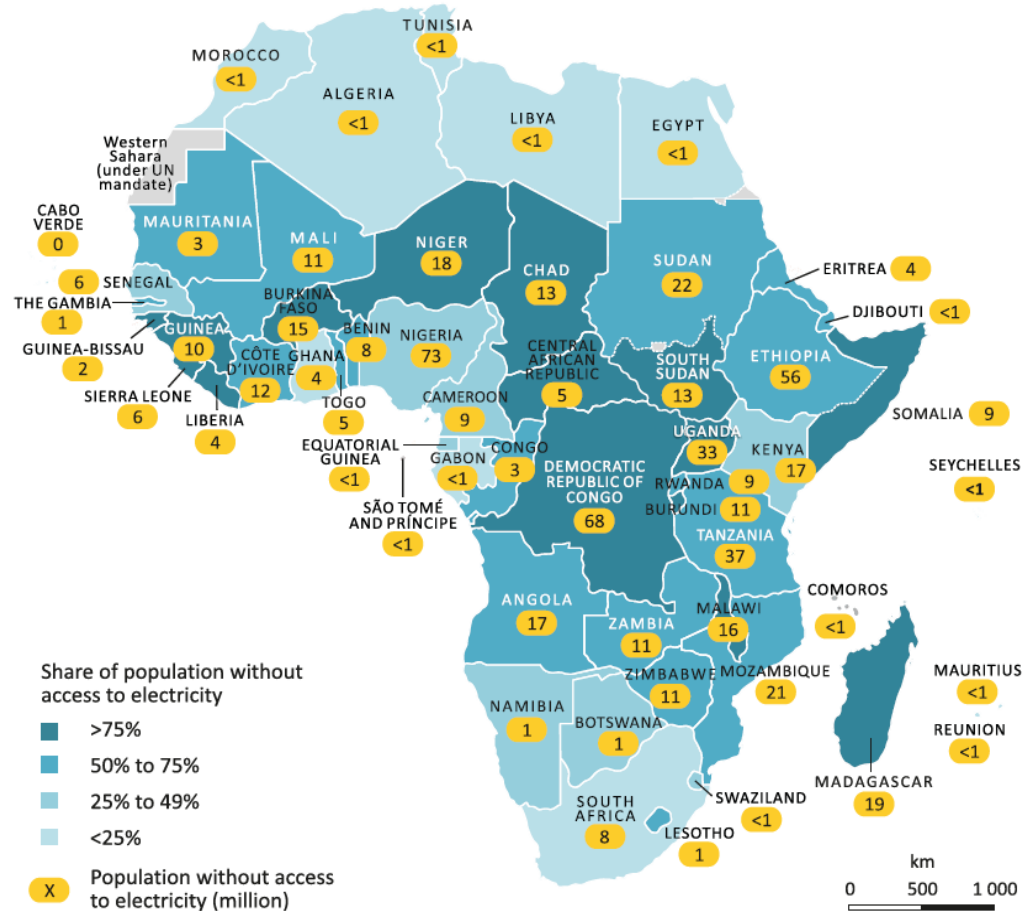 TUNISIA
<1
MOROCCO
<1
ALGERIA
<1
LIBYA
<1
EGYPT
<1
Western
Sahara
(under UN
mandate)
CABO
VERDE
0
MAURITANIA
3
MALI
11
NIGER
18
CHAD
13
SUDAN
22
ERITREA 4
6 SENEGAL
THE GAMBIA
1
GUINEA-BISSAU
2
GUINEA
10
SIERRA LEONE
6
LIBERIA
4
BURKINA
FASO
15
CÔTE
D'IVOIRE
12
GHANA
4
TOGO
5
BENIN
8
NIGERIA
73
CAMEROON
9
CENTRAL
AFRICAN
REPUBLIC
5
SOUTH
SUDAN
13
ETHIOPIA
56
DJIBOUTI <1
SOMALIA 9
SEYCHELLES
<1
EQUATORIAL
GUINEA
<1
SÃO TOMÉ
AND PRÍNCIPE
<1
GABON
<1
CONGO
3
DEMOCRATIC
REPUBLIC OF
CONGO
68
UGANDA
33
KENYA
17
RWANDA 9
BURUNDI 11
TANZANIA
37
COMOROS
<1
ANGOLA
17
ZAMBIA
11
MALAWI
16
ZIMBABWE
11
MOZAMBIQUE
21
MADAGASCAR
19
MAURITIUS
<1
REUNION
<1
NAMIBIA
1
BOTSWANA
1
SOUTH
AFRICA
8
SWAZILAND
<1
LESOTHO
1
Share of population without
access to electricity
>75%
50% to 75%
25% to 49%
<25%
X Population without access
to electricity (million)
km
0 500 1 000